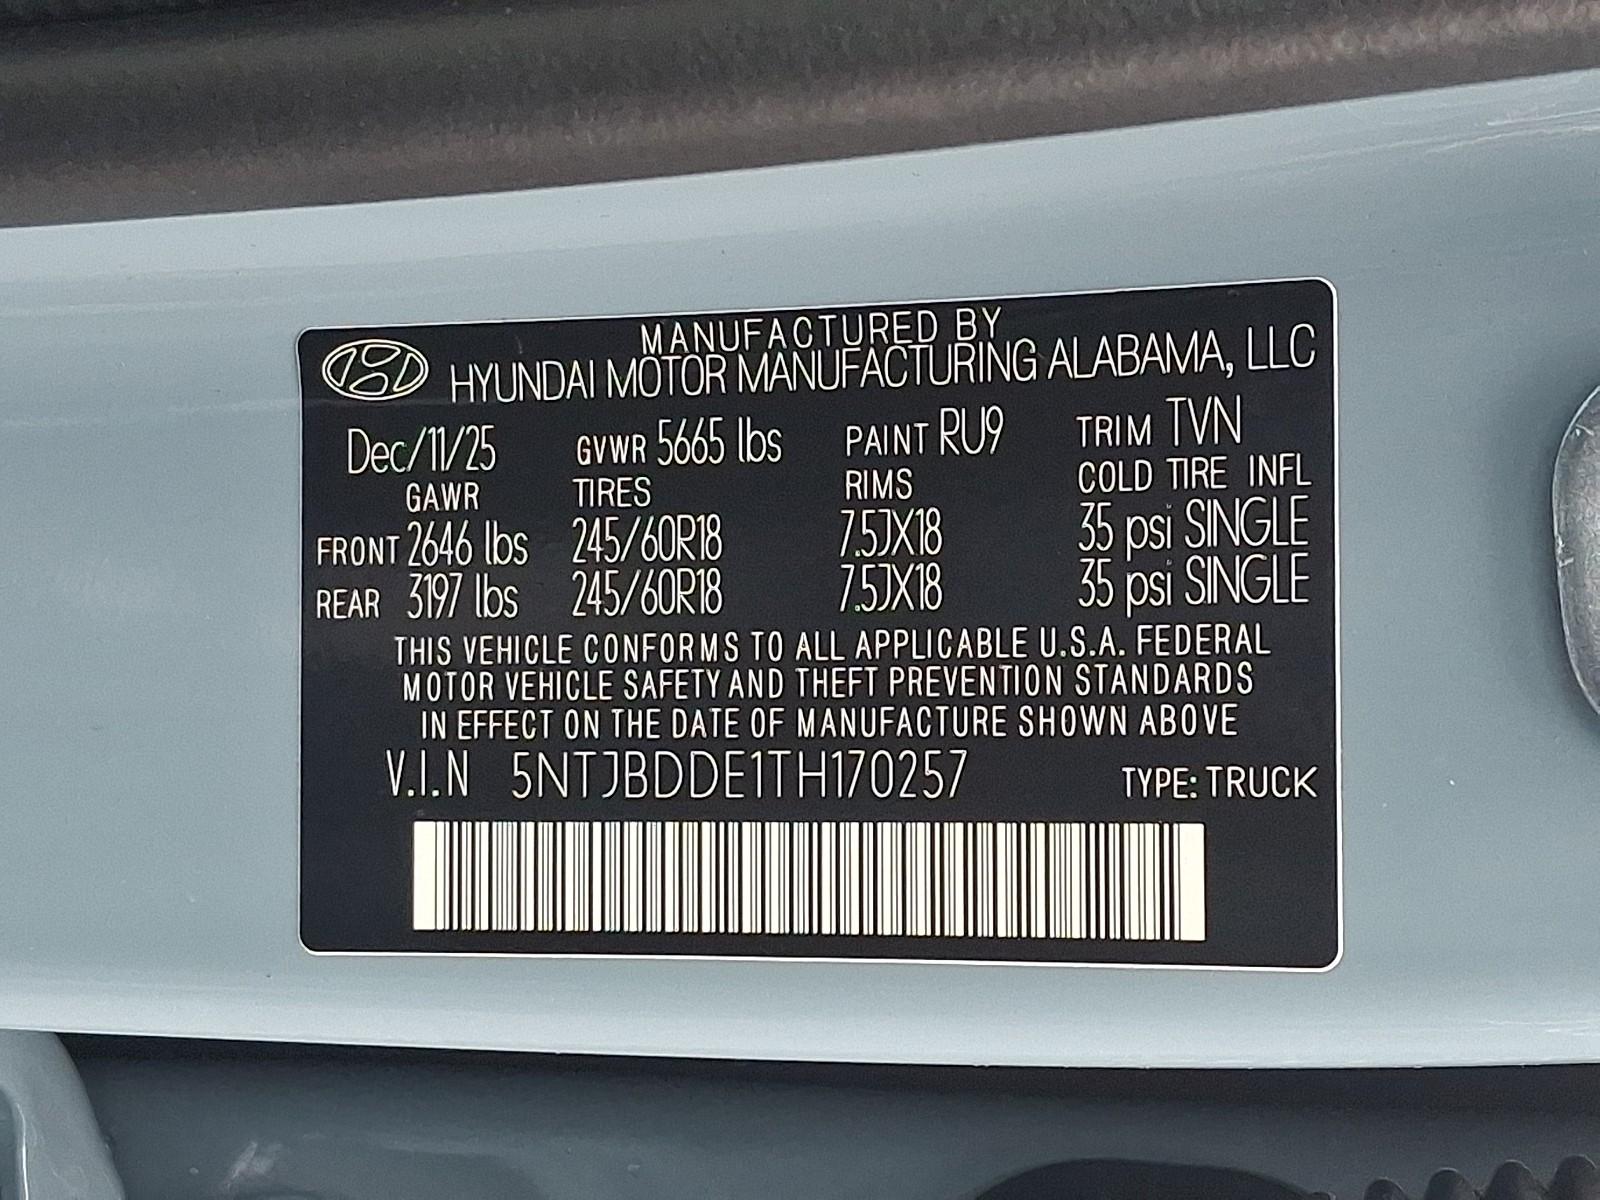 MANUFACTURED BY
HYUNDAI MOTOR MANUFACTURING ALABAMA, LLC
Dec/11/25 GVWR 5665 lbs PAINT RU9 TRIM TVN
GAWR TIRES RIMS COLD TIRE INFL
FRONT 2646 lbs 245/60R18 7.5JX18 35 psi SINGLE
REAR 3197 lbs 245/60R18 7.5JX18 35 psi SINGLE
THIS VEHICLE CONFORMS TO ALL APPLICABLE U.S.A. FEDERAL
MOTOR VEHICLE SAFETY AND THEFT PREVENTION STANDARDS
IN EFFECT ON THE DATE OF MANUFACTURE SHOWN ABOVE
V.I.N 5NTJBDDE1TH170257 TYPE: TRUCK